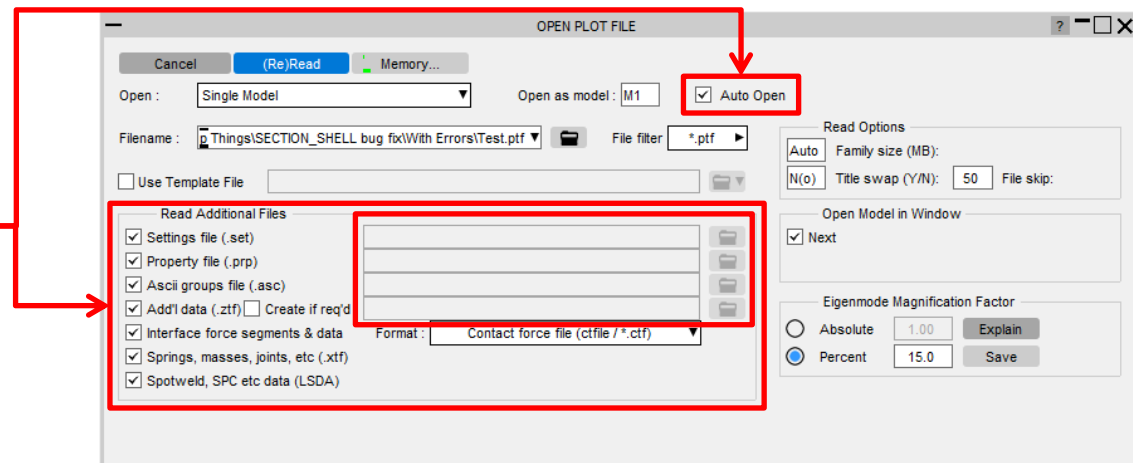 OPEN PLOT FILE
?
Cancel
(Re)Read
Memory...
Open :
Single Model
Open as model :
M1
Auto Open
Filename :
p Things\SECTION_SHELL bug fix\With Errors\Test.ptf
File filter
*.ptf
Use Template File
Read Additional Files
Settings file (.set)
Property file (.prp)
Ascii groups file (.asc)
Add'l data (.ztf)
Create if req'd
Interface force segments & data
Format :
Contact force file (ctfile / *.ctf)
Springs, masses, joints, etc (.xtf)
Spotweld, SPC etc data (LSDA)
Read Options
Auto
Family size (MB):
N(o)
Title swap (Y/N):
50
File skip:
Open Model in Window
Next
Eigenmode Magnification Factor
Absolute
1.00
Explain
Percent
15.0
Save